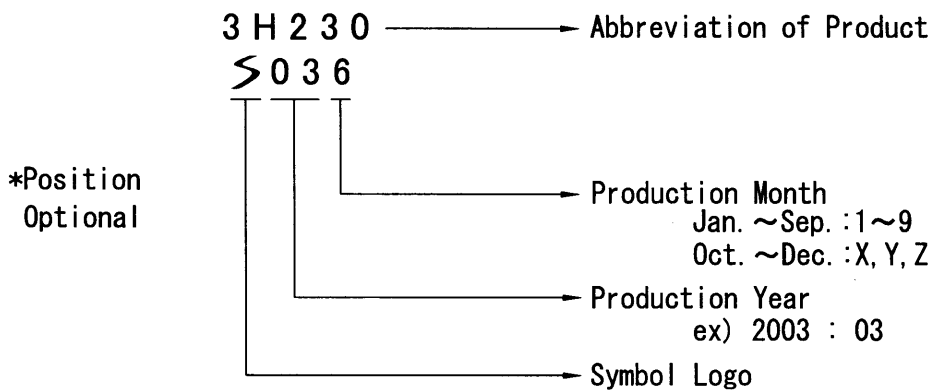 3H230 Abbreviation of Product
S036
*Position
Optional
Production Month
Jan.～Sep.:1～9
Oct.～Dec.:X,Y,Z
Production Year
ex) 2003 : 03
Symbol Logo